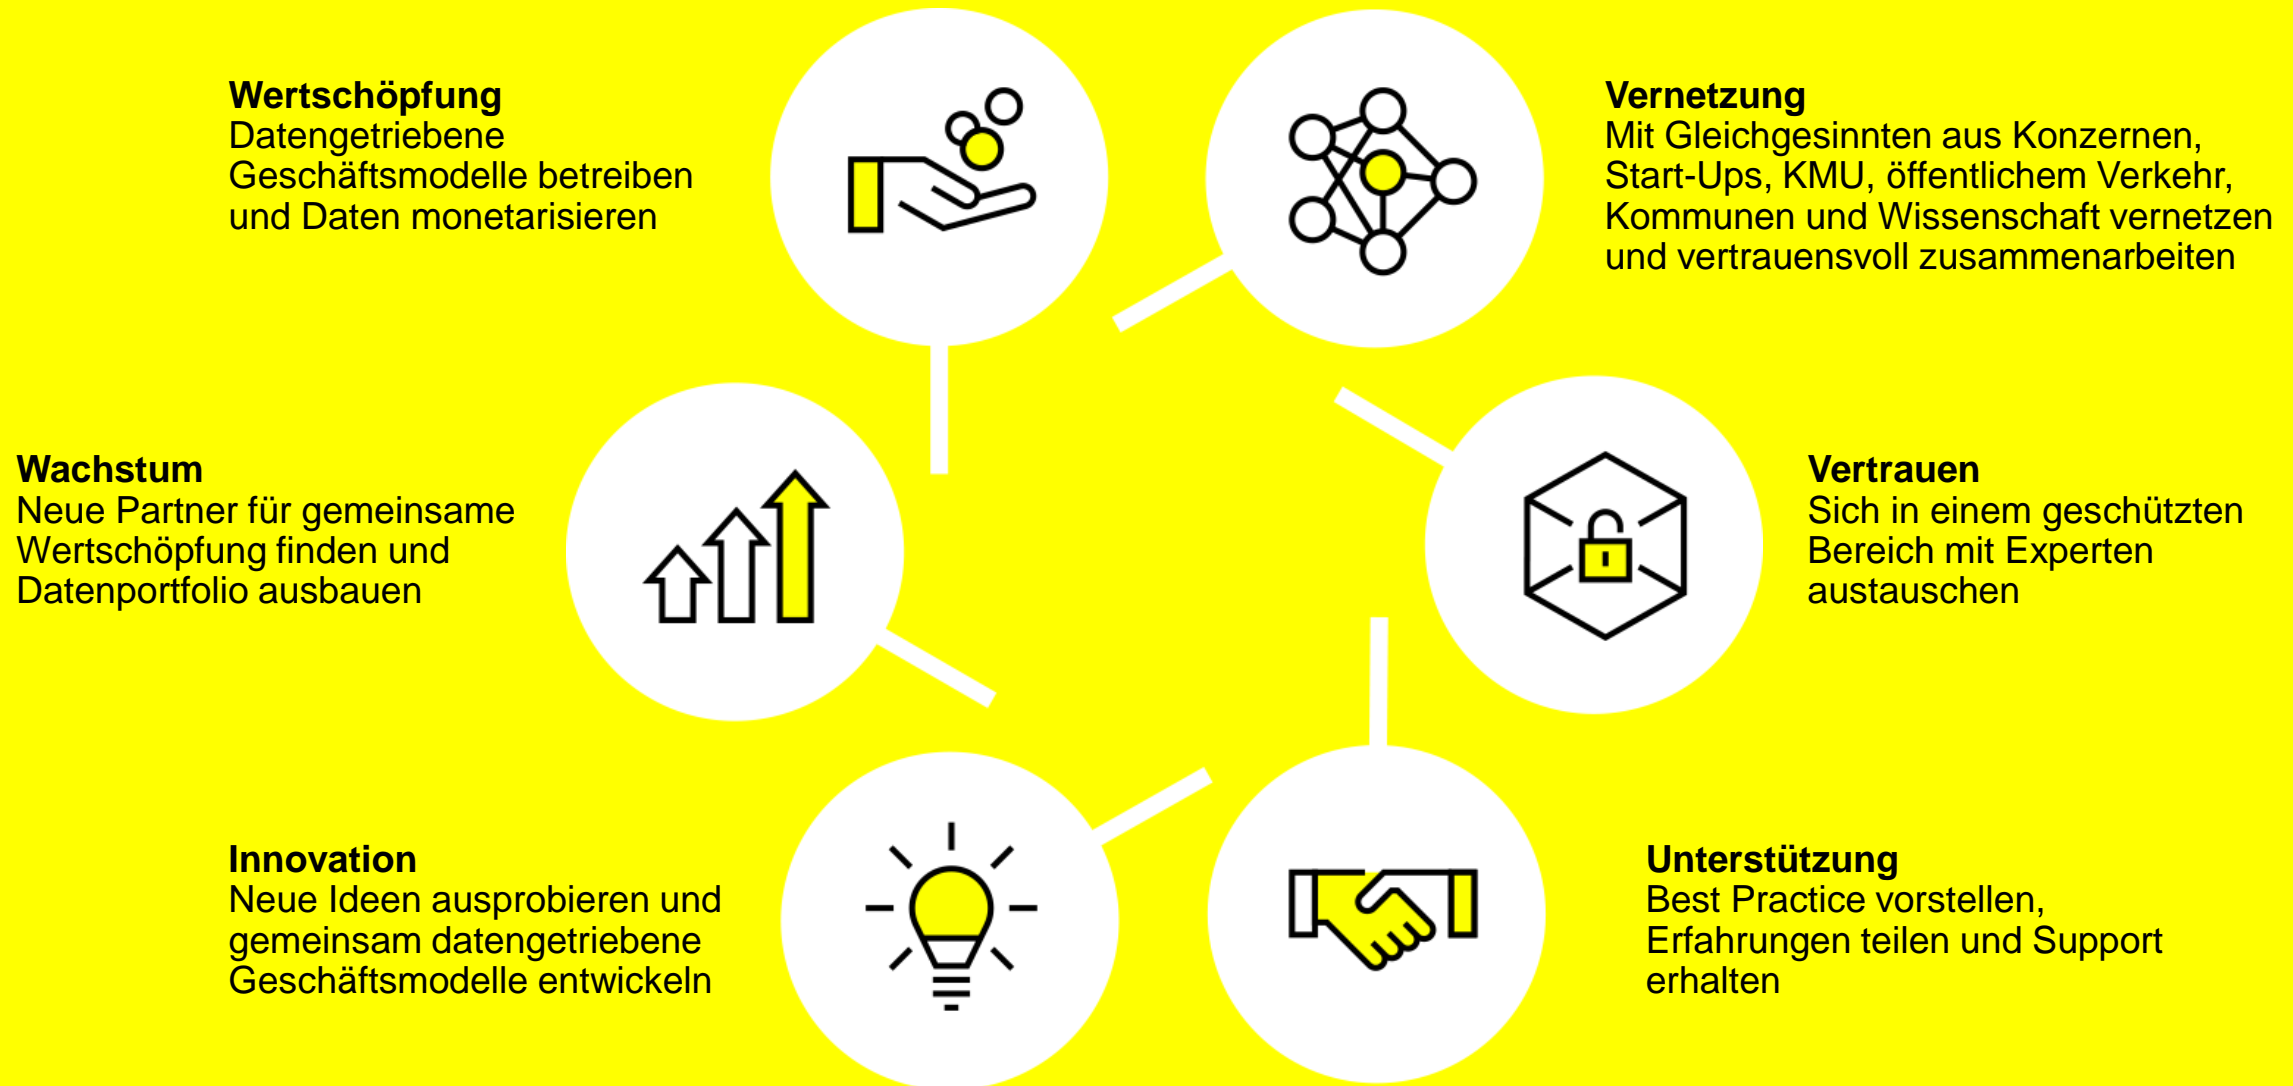 Wertschöpfung
Datengetriebene
Geschäftsmodelle betreiben
und Daten monetarisieren
Vernetzung
Mit Gleichgesinnten aus Konzernen,
Start-Ups, KMU, öffentlichem Verkehr,
Kommunen und Wissenschaft vernetzen
und vertrauensvoll zusammenarbeiten
Wachstum
Neue Partner für gemeinsame
Wertschöpfung finden und
Datenportfolio ausbauen
Vertrauen
Sich in einem geschützten
Bereich mit Experten
austauschen
Innovation
Neue Ideen ausprobieren und
gemeinsam datengetriebene
Geschäftsmodelle entwickeln
Unterstützung
Best Practice vorstellen,
Erfahrungen teilen und Support
erhalten